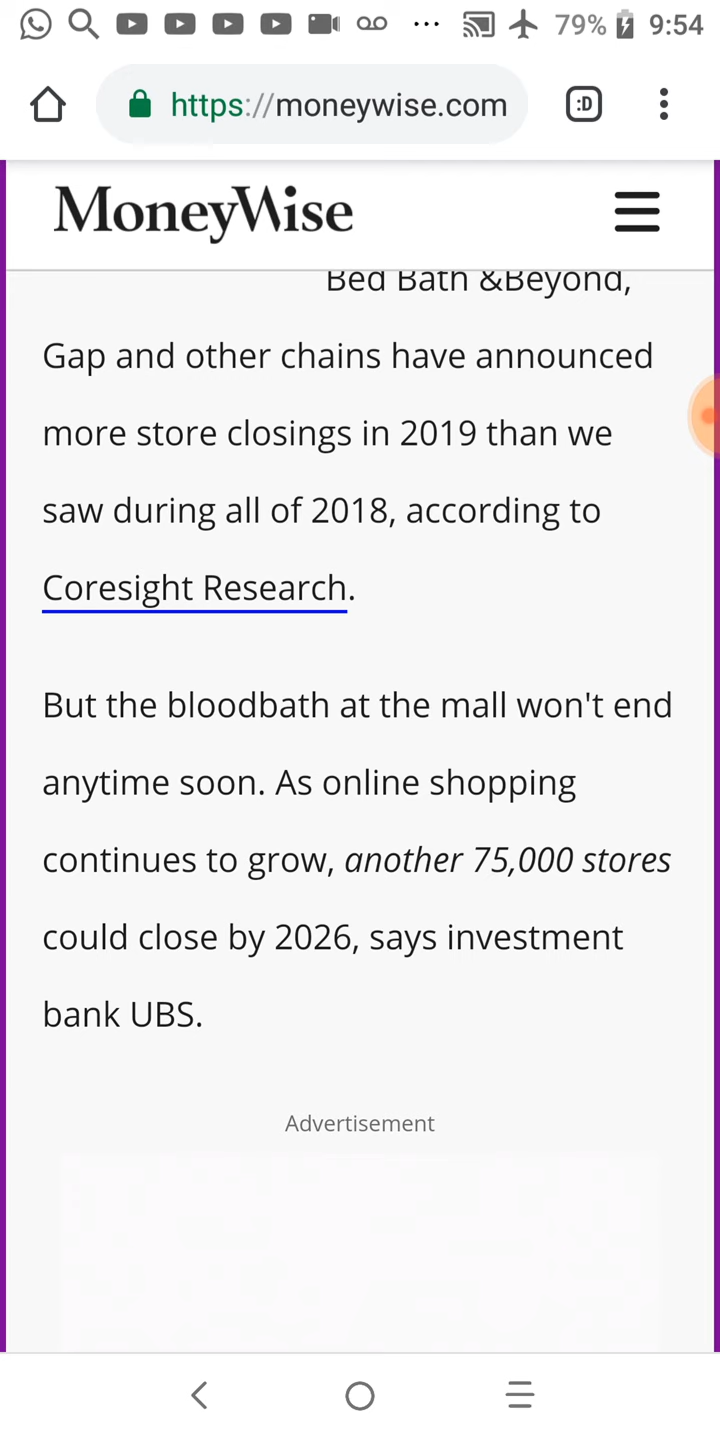 79% 9:54
https://moneywise.com :D
MoneyWise
Bed Bath &Beyond,
Gap and other chains have announced
more store closings in 2019 than we
saw during all of 2018, according to
Coresight Research.
But the bloodbath at the mall won't end
anytime soon. As online shopping
continues to grow, another 75,000 stores
could close by 2026, says investment
bank UBS.
Advertisement